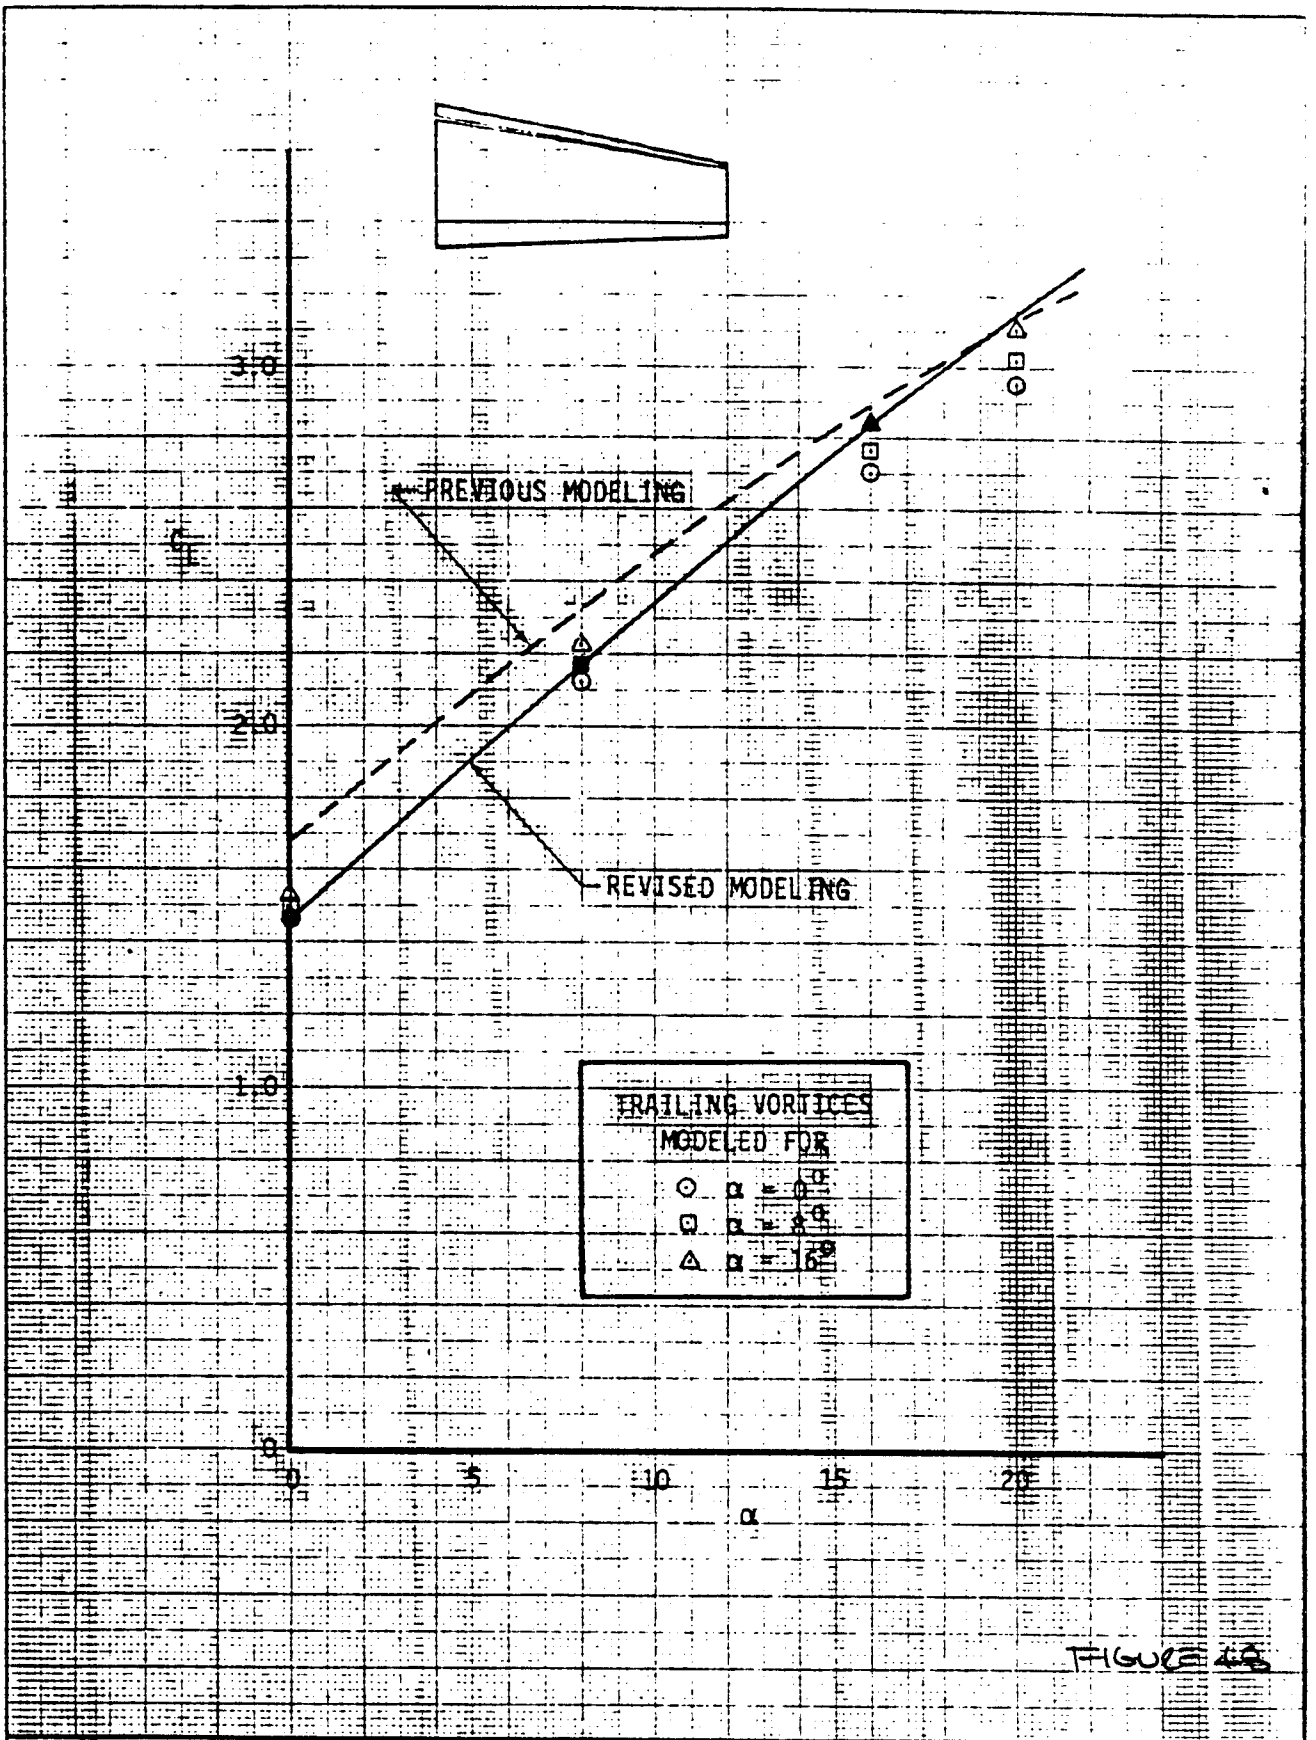 3.0
PREVIOUS MODELING
C_L
2.0
REVISED MODELING
1.0
TRAILING VORTICES
MODELED FOR
⊙ α = 0°
⊡ α = 8°
△ α = 16°
0
0 5 10 15 20
α
FIGURE